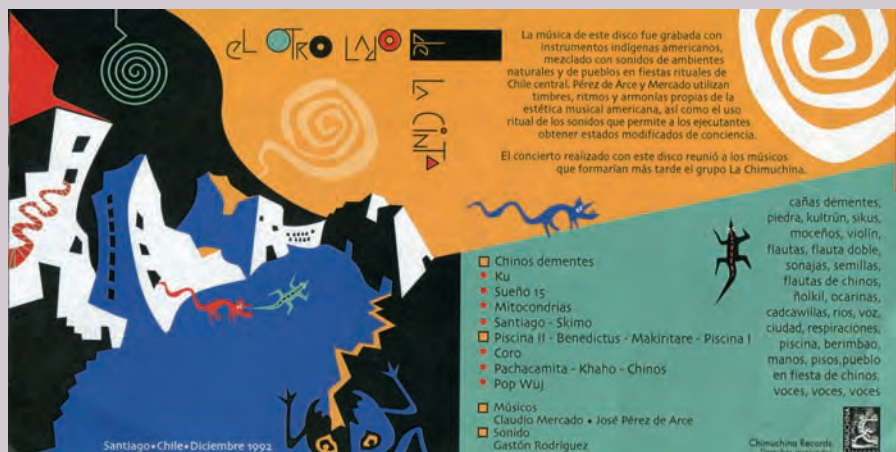 el OTRO LADO de LA CINTA
La música de este disco fue grabada con
instrumentos indígenas americanos,
mezclado con sonidos de ambientes
naturales y de pueblos en fiestas rituales de
Chile central. Pérez de Arce y Mercado utilizan
timbres, ritmos y armonías propias de la
estética musical americana, así como el uso
ritual de los sonidos que permite a los ejecutantes
obtener estados modificados de conciencia.
El concierto realizado con este disco reunió a los músicos
que formarían más tarde el grupo La Chimuchina.
Chinos dementes
Ku
Sueño 15
Mitocondrias
Santiago - Skimo
Piscina II - Benedictus - Makiritare - Piscina I
Coro
Pachacamita - Khaho - Chinos
Pop Wuj
Músicos
Claudio Mercado • José Pérez de Arce
Sonido
Gastón Rodríguez
cañas dementes,
piedra, kultrún, sikus,
moceños, violín,
flautas, flauta doble,
sonajas, semillas,
flautas de chinos,
ñolkil, ocarinas,
cadcawillas, rios, voz,
ciudad, respiraciones,
piscina, berimbao,
manos, pisos,pueblo
en fiesta de chinos,
voces, voces, voces
Chimuchina Records
CHIMUCHINA
Santiago•Chile•Diciembre 1992